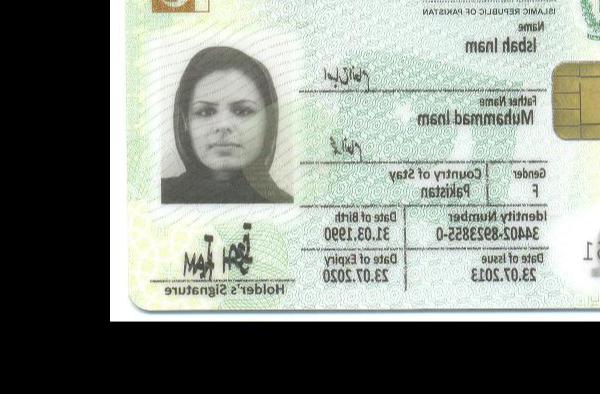 ISLAMIC REPUBLIC OF PAKISTAN
Name
Isbah Inam
Father Name
Muhammad Inam
Gender Country of Stay
F Pakistan
Identity Number Date of Birth
34402-8923855-0 31.03.1990
Date of Issue Date of Expiry
23.07.2013 23.07.2020
Holder's Signature